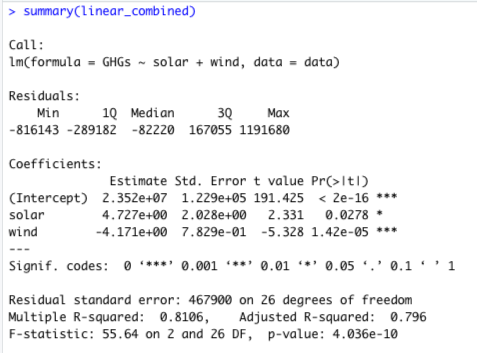 > summary(linear_combined)
Call:
lm(formula = GHGs ~ solar + wind, data = data)
Residuals:
    Min      1Q  Median      3Q     Max
-816143 -289182  -82220  167055 1191680
Coefficients:
              Estimate Std. Error t value Pr(>|t|)
(Intercept)  2.352e+07  1.229e+05 191.425  < 2e-16 ***
solar        4.727e+00  2.028e+00   2.331   0.0278 *
wind        -4.171e+00  7.829e-01  -5.328 1.42e-05 ***
---
Signif. codes:  0 ‘***’ 0.001 ‘**’ 0.01 ‘*’ 0.05 ‘.’ 0.1 ‘ ’ 1
Residual standard error: 467900 on 26 degrees of freedom
Multiple R-squared:  0.8106,    Adjusted R-squared:  0.796
F-statistic: 55.64 on 2 and 26 DF,  p-value: 4.036e-10